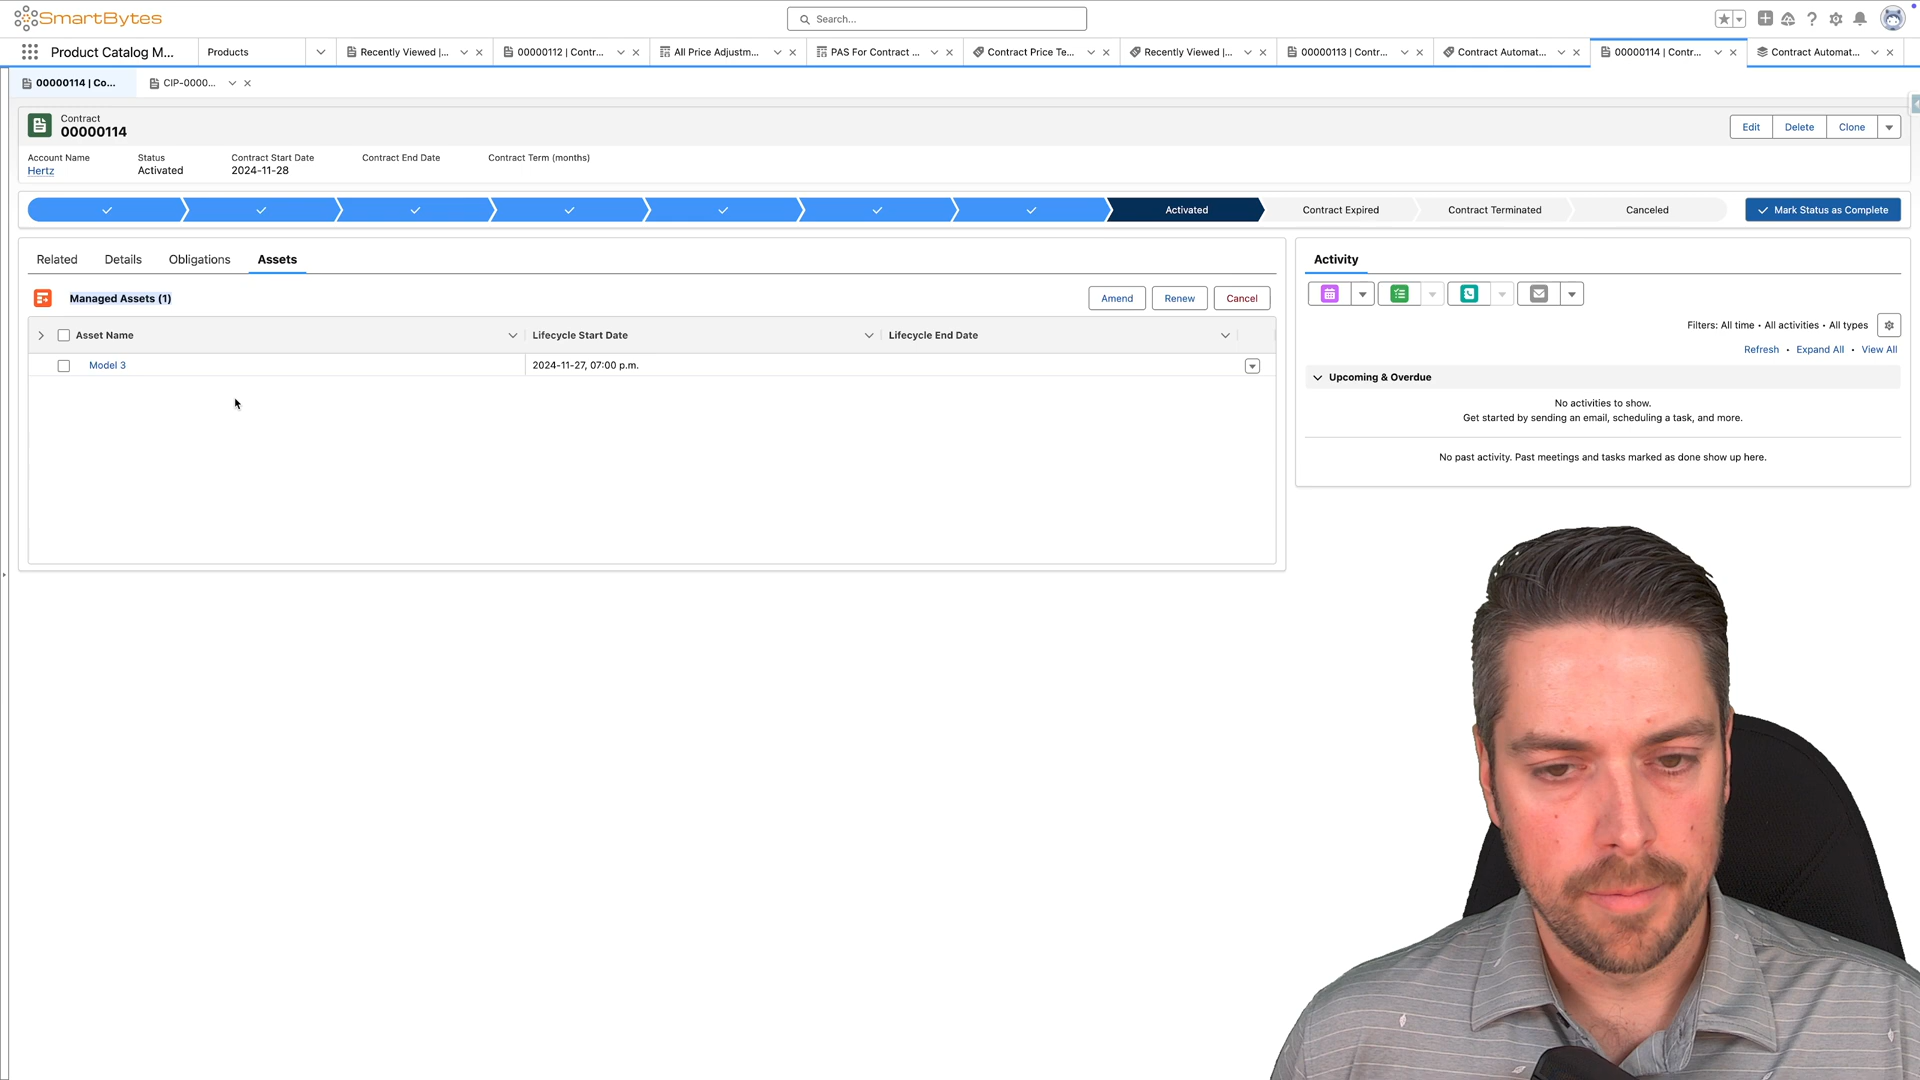 SmartBytes
Search...
Product Catalog M...
Products
Recently Viewed |...
00000112 | Contr...
All Price Adjustm...
PAS For Contract ...
Contract Price Te...
Recently Viewed |...
00000113 | Contr...
Contract Automat...
00000114 | Contr...
Contract Automat...
00000114 | Co...
CIP-0000...
Contract
00000114
Edit
Delete
Clone
Account Name
Status
Contract Start Date
Contract End Date
Contract Term (months)
Hertz
Activated
2024-11-28
Activated
Contract Expired
Contract Terminated
Canceled
Mark Status as Complete
Related
Details
Obligations
Assets
Activity
Managed Assets (1)
Amend
Renew
Cancel
Filters: All time • All activities • All types
Refresh • Expand All • View All
Asset Name
Lifecycle Start Date
Lifecycle End Date
Model 3
2024-11-27, 07:00 p.m.
Upcoming & Overdue
No activities to show.
Get started by sending an email, scheduling a task, and more.
No past activity. Past meetings and tasks marked as done show up here.